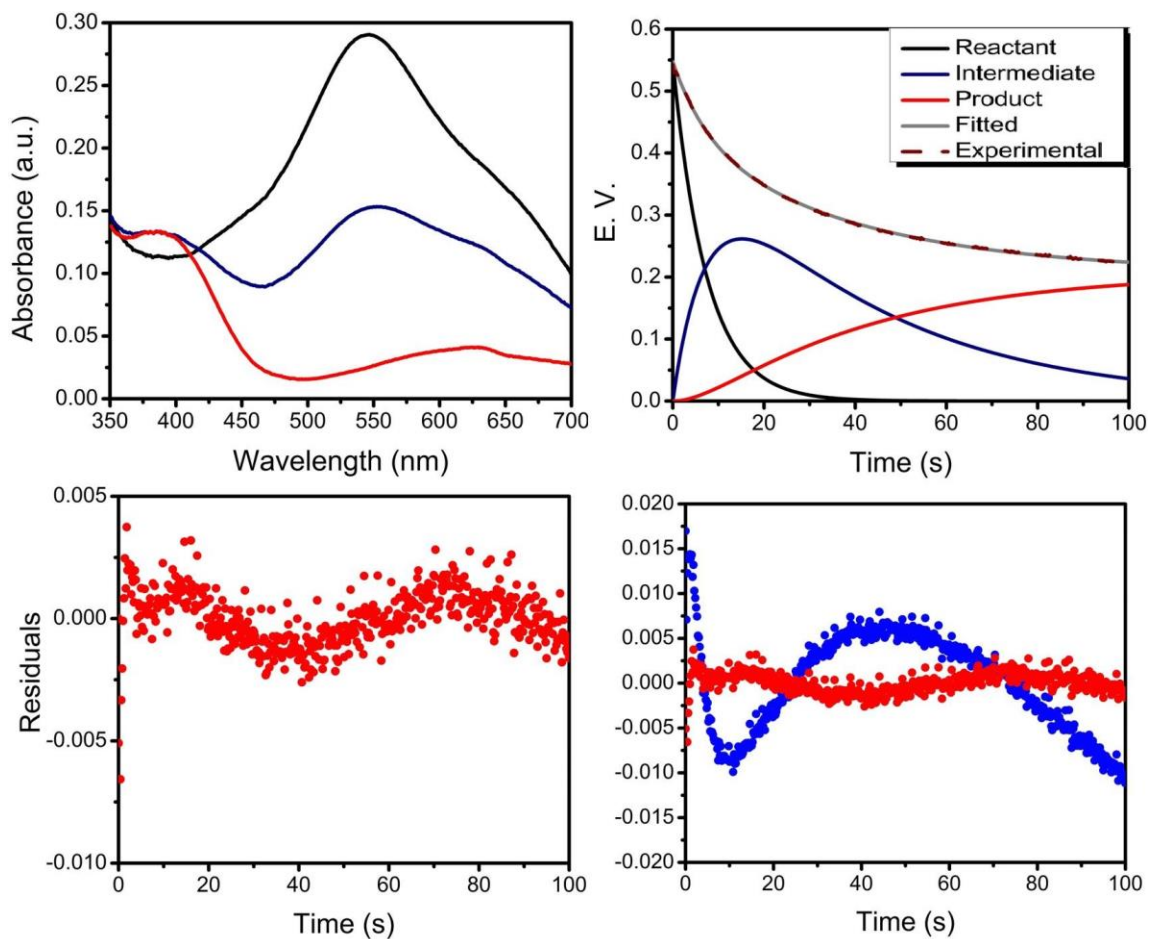 0.30
0.25
0.20
0.15
0.10
0.05
0.00
Absorbance (a.u.)
350 400 450 500 550 600 650 700
Wavelength (nm)
0.6
0.5
0.4
0.3
0.2
0.1
0.0
E. V.
Reactant
Intermediate
Product
Fitted
Experimental
0 20 40 60 80 100
Time (s)
0.005
0.000
-0.005
-0.010
Residuals
0 20 40 60 80 100
Time (s)
0.020
0.015
0.010
0.005
0.000
-0.005
-0.010
-0.015
-0.020
0 20 40 60 80 100
Time (s)